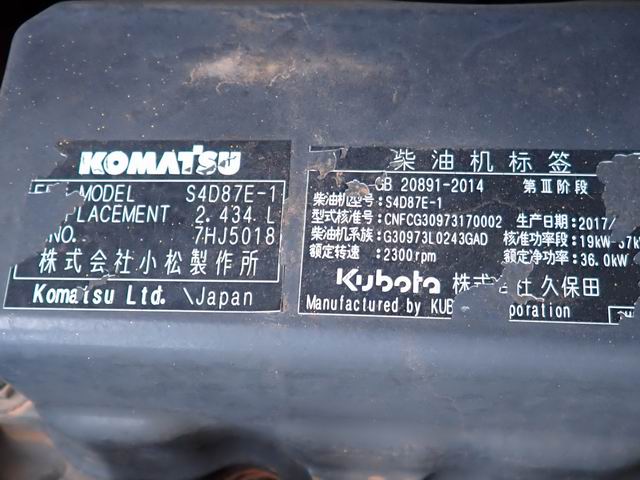 KOMATSU
MODEL S4D87E-1
PLACEMENT 2.434 L
NO. 7HJ5018
株式会社小松製作所
Komatsu Ltd. \Japan
柴油机标签
GB 20891-2014 第Ⅲ阶段
柴油机型号:S4D87E-1
型式核准号:CNFCG30973170002 生产日期:2017/
柴油机系族:G30973L0243GAD 核准功率段:19kW 37kW
额定转速 :2300rpm 额定净功率:36.0kW
Kubota 株式会社久保田
Manufactured by KUB poration